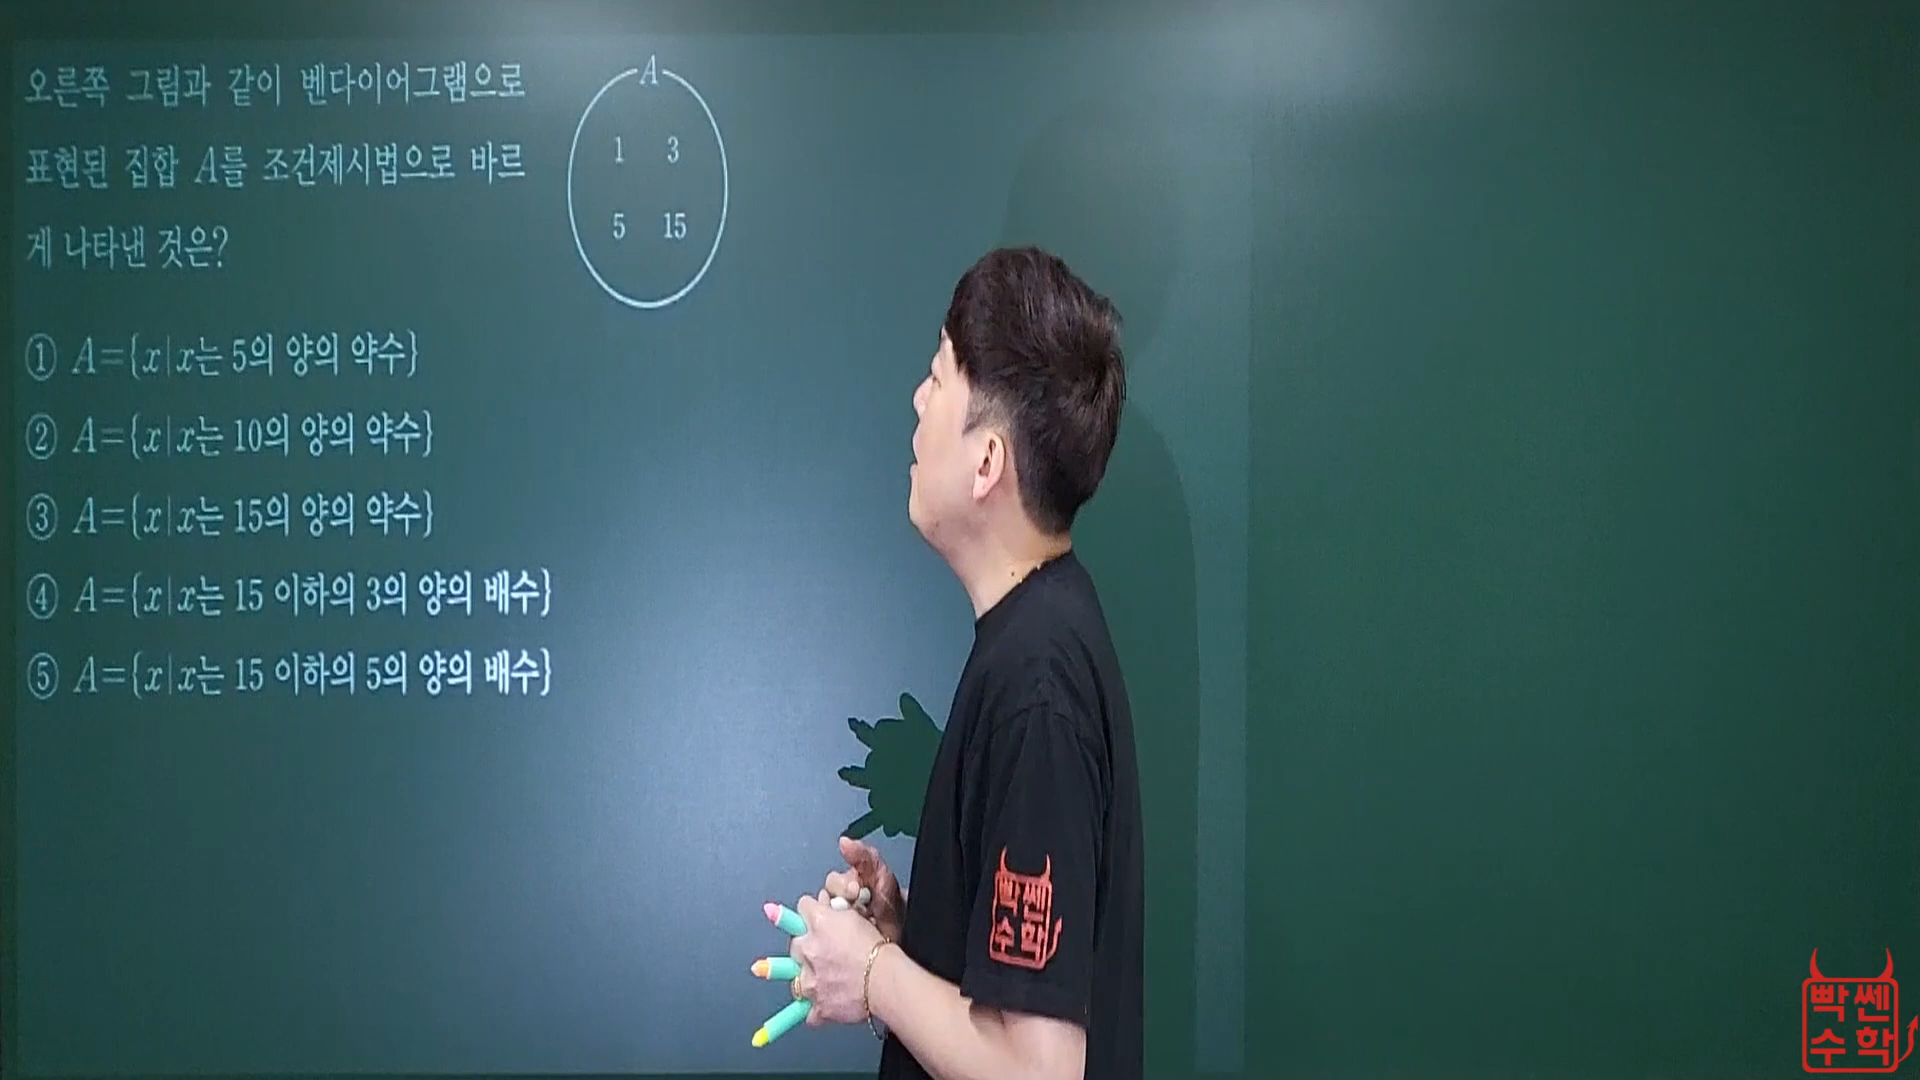 오른쪽 그림과 같이 벤다이어그램으로
표현된 집합 A를 조건제시법으로 바르
게 나타낸 것은?
A
1 3
5 15
① A={x|x는 5의 양의 약수}
② A={x|x는 10의 양의 약수}
③ A={x|x는 15의 양의 약수}
④ A={x|x는 15 이하의 3의 양의 배수}
⑤ A={x|x는 15 이하의 5의 양의 배수}
빡쎈
수학
빡쎈
수학